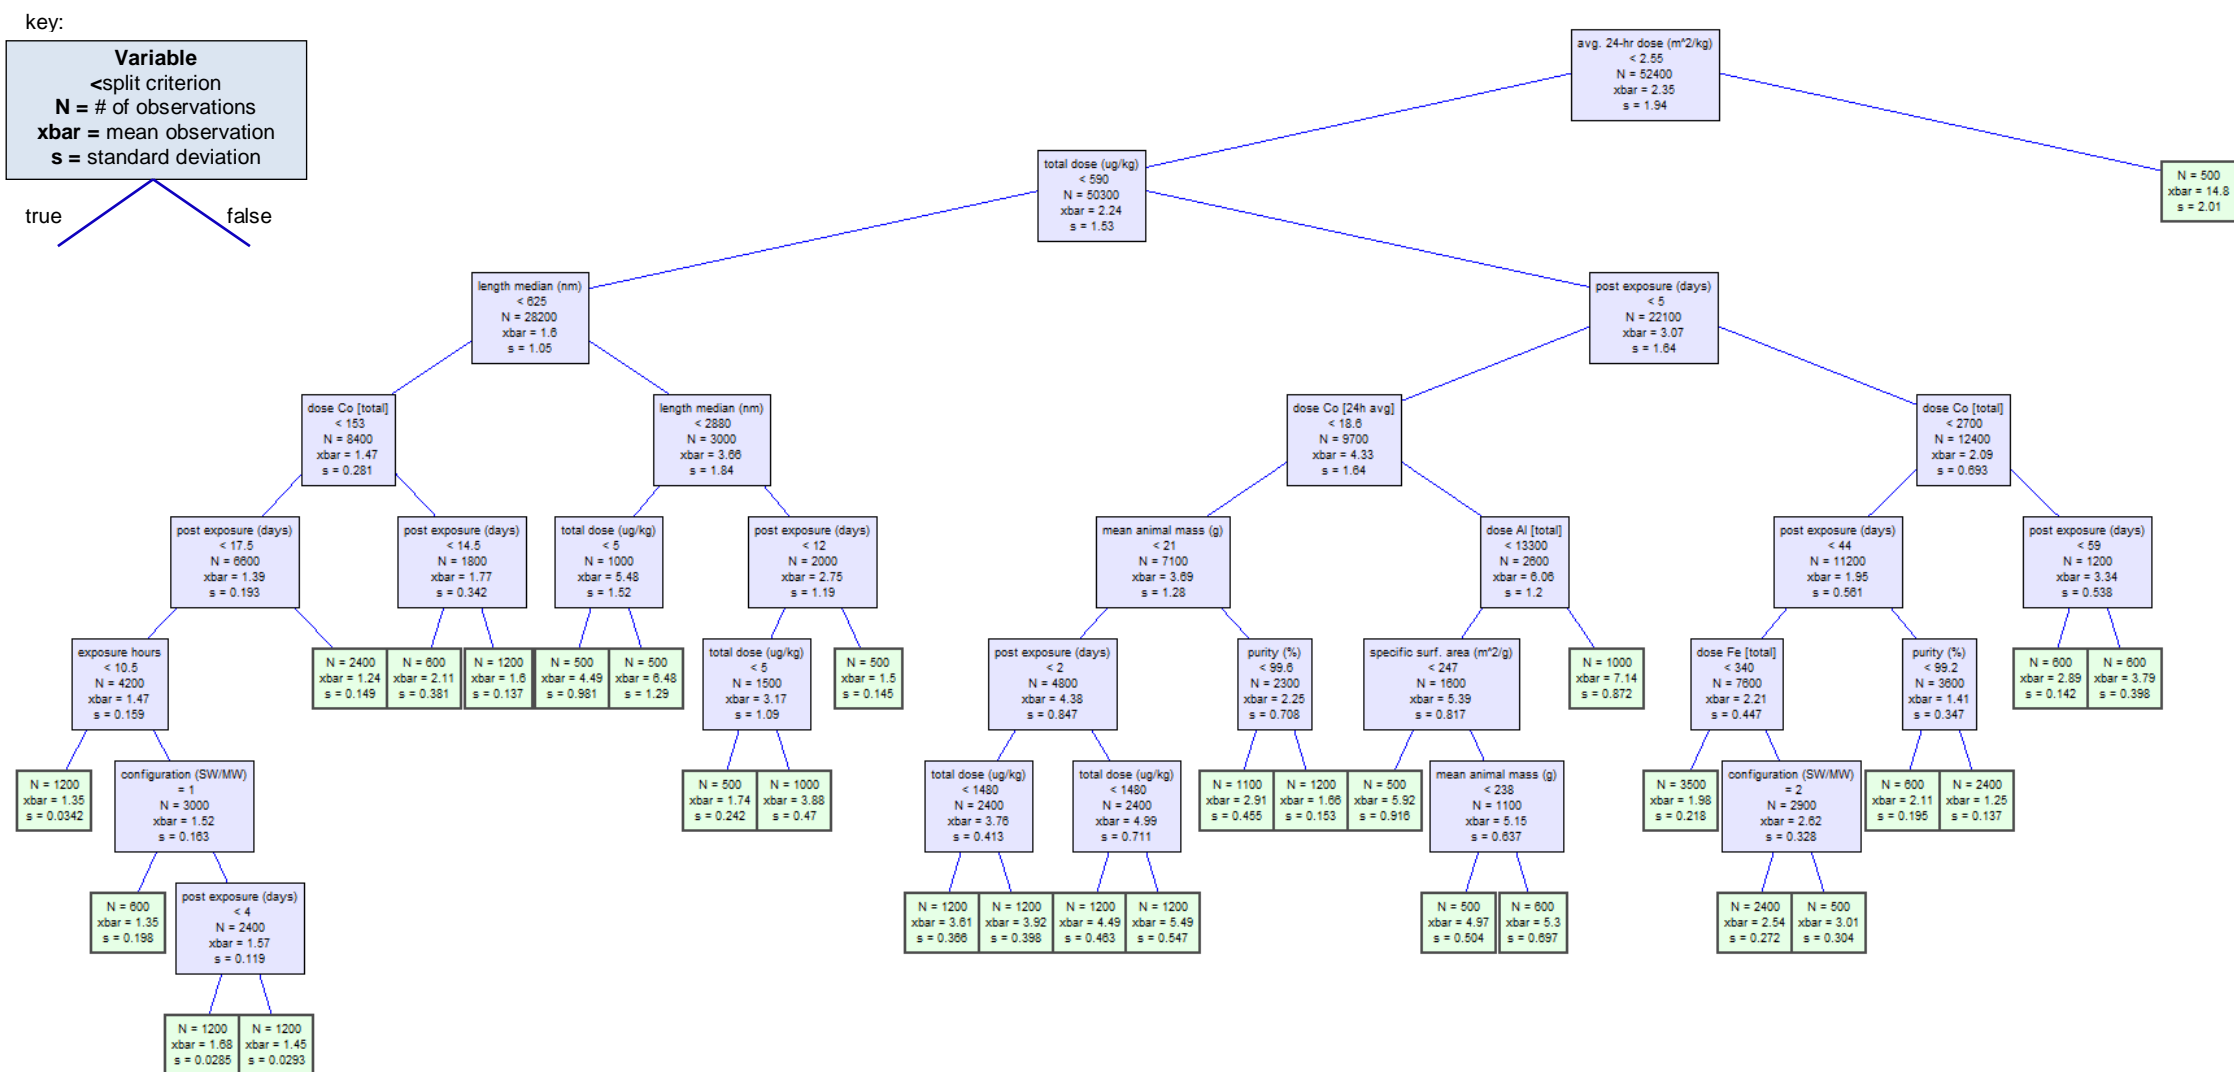 key:
Variable
<split criterion
N = # of observations
xbar = mean observation
s = standard deviation
true
false
avg. 24-hr dose (m^2/kg)
< 2.55
N = 52400
xbar = 2.35
s = 1.94
total dose (ug/kg)
< 590
N = 50300
xbar = 2.24
s = 1.53
N = 500
xbar = 14.8
s = 2.01
length median (nm)
< 625
N = 28200
xbar = 1.6
s = 1.05
post exposure (days)
< 5
N = 22100
xbar = 3.07
s = 1.64
dose Co [total]
< 153
N = 8400
xbar = 1.47
s = 0.281
length median (nm)
< 2880
N = 3000
xbar = 3.66
s = 1.84
dose Co [24h avg]
< 18.6
N = 9700
xbar = 4.33
s = 1.64
dose Co [total]
< 2700
N = 12400
xbar = 2.09
s = 0.693
post exposure (days)
< 17.5
N = 6600
xbar = 1.39
s = 0.193
post exposure (days)
< 14.5
N = 1800
xbar = 1.77
s = 0.342
total dose (ug/kg)
< 5
N = 1000
xbar = 5.48
s = 1.52
post exposure (days)
< 12
N = 2000
xbar = 2.75
s = 1.19
mean animal mass (g)
< 21
N = 7100
xbar = 3.69
s = 1.28
dose Al [total]
< 13300
N = 2600
xbar = 6.06
s = 1.2
post exposure (days)
< 44
N = 11200
xbar = 1.95
s = 0.561
post exposure (days)
< 59
N = 1200
xbar = 3.34
s = 0.538
exposure hours
< 10.5
N = 4200
xbar = 1.47
s = 0.159
N = 2400
xbar = 1.24
s = 0.149
N = 600
xbar = 2.11
s = 0.381
N = 1200
xbar = 1.6
s = 0.137
N = 500
xbar = 4.49
s = 0.981
N = 500
xbar = 6.48
s = 1.29
total dose (ug/kg)
< 5
N = 1500
xbar = 3.17
s = 1.09
N = 500
xbar = 1.5
s = 0.145
post exposure (days)
< 2
N = 4800
xbar = 4.38
s = 0.847
purity (%)
< 99.6
N = 2300
xbar = 2.25
s = 0.708
specific surf. area (m^2/g)
< 247
N = 1600
xbar = 5.39
s = 0.817
N = 1000
xbar = 7.14
s = 0.872
dose Fe [total]
< 340
N = 7600
xbar = 2.21
s = 0.447
purity (%)
< 99.2
N = 3600
xbar = 1.41
s = 0.347
N = 600
xbar = 2.89
s = 0.142
N = 600
xbar = 3.79
s = 0.398
N = 1200
xbar = 1.35
s = 0.0342
configuration (SW/MW)
= 1
N = 3000
xbar = 1.52
s = 0.163
N = 500
xbar = 1.74
s = 0.242
N = 1000
xbar = 3.88
s = 0.47
total dose (ug/kg)
< 1480
N = 2400
xbar = 3.76
s = 0.413
total dose (ug/kg)
< 1480
N = 2400
xbar = 4.99
s = 0.711
N = 1100
xbar = 2.91
s = 0.455
N = 1200
xbar = 1.66
s = 0.153
N = 500
xbar = 5.92
s = 0.916
mean animal mass (g)
< 238
N = 1100
xbar = 5.15
s = 0.637
N = 3500
xbar = 1.98
s = 0.218
configuration (SW/MW)
= 2
N = 2900
xbar = 2.62
s = 0.328
N = 600
xbar = 2.11
s = 0.195
N = 2400
xbar = 1.25
s = 0.137
N = 600
xbar = 1.35
s = 0.198
post exposure (days)
< 4
N = 2400
xbar = 1.57
s = 0.119
N = 1200
xbar = 3.61
s = 0.366
N = 1200
xbar = 3.92
s = 0.398
N = 1200
xbar = 4.49
s = 0.463
N = 1200
xbar = 5.49
s = 0.547
N = 500
xbar = 4.97
s = 0.504
N = 600
xbar = 5.3
s = 0.697
N = 2400
xbar = 2.54
s = 0.272
N = 500
xbar = 3.01
s = 0.304
N = 1200
xbar = 1.68
s = 0.0285
N = 1200
xbar = 1.45
s = 0.0293